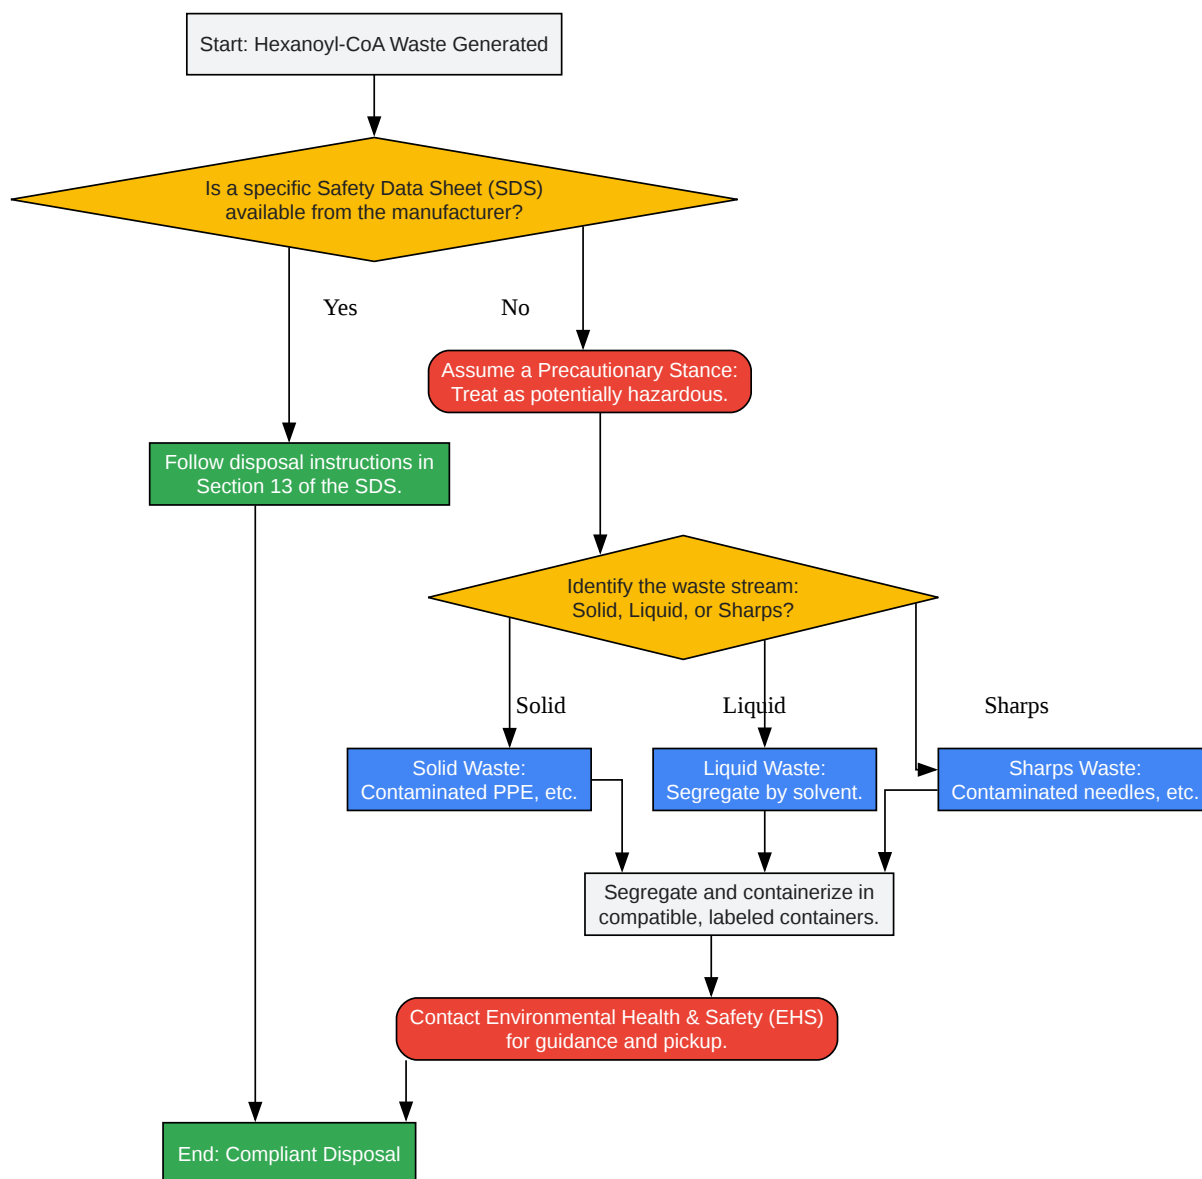 Start: Hexanoyl-CoA Waste Generated
Is a specific Safety Data Sheet (SDS)
available from the manufacturer?
Yes
No
Assume a Precautionary Stance:
Treat as potentially hazardous.
Follow disposal instructions in
Section 13 of the SDS.
Identify the waste stream:
Solid, Liquid, or Sharps?
Solid
Liquid
Sharps
Solid Waste:
Contaminated PPE, etc.
Liquid Waste:
Segregate by solvent.
Sharps Waste:
Contaminated needles, etc.
Segregate and containerize in
compatible, labeled containers.
Contact Environmental Health & Safety (EHS)
for guidance and pickup.
End: Compliant Disposal